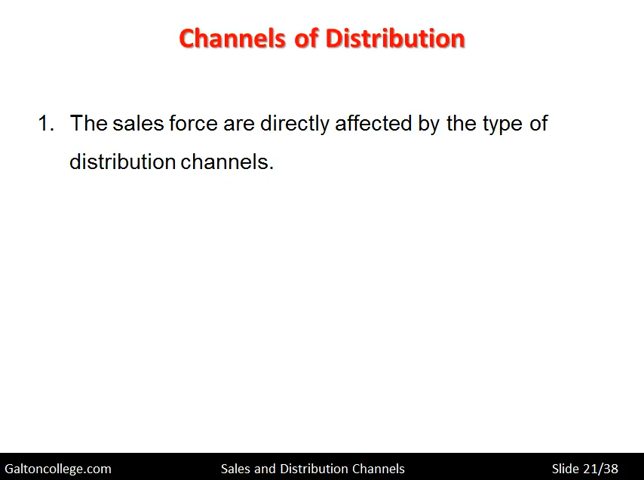 Channels of Distribution
1. The sales force are directly affected by the type of
distribution channels.
Galtoncollege.com Sales and Distribution Channels Slide 21/38